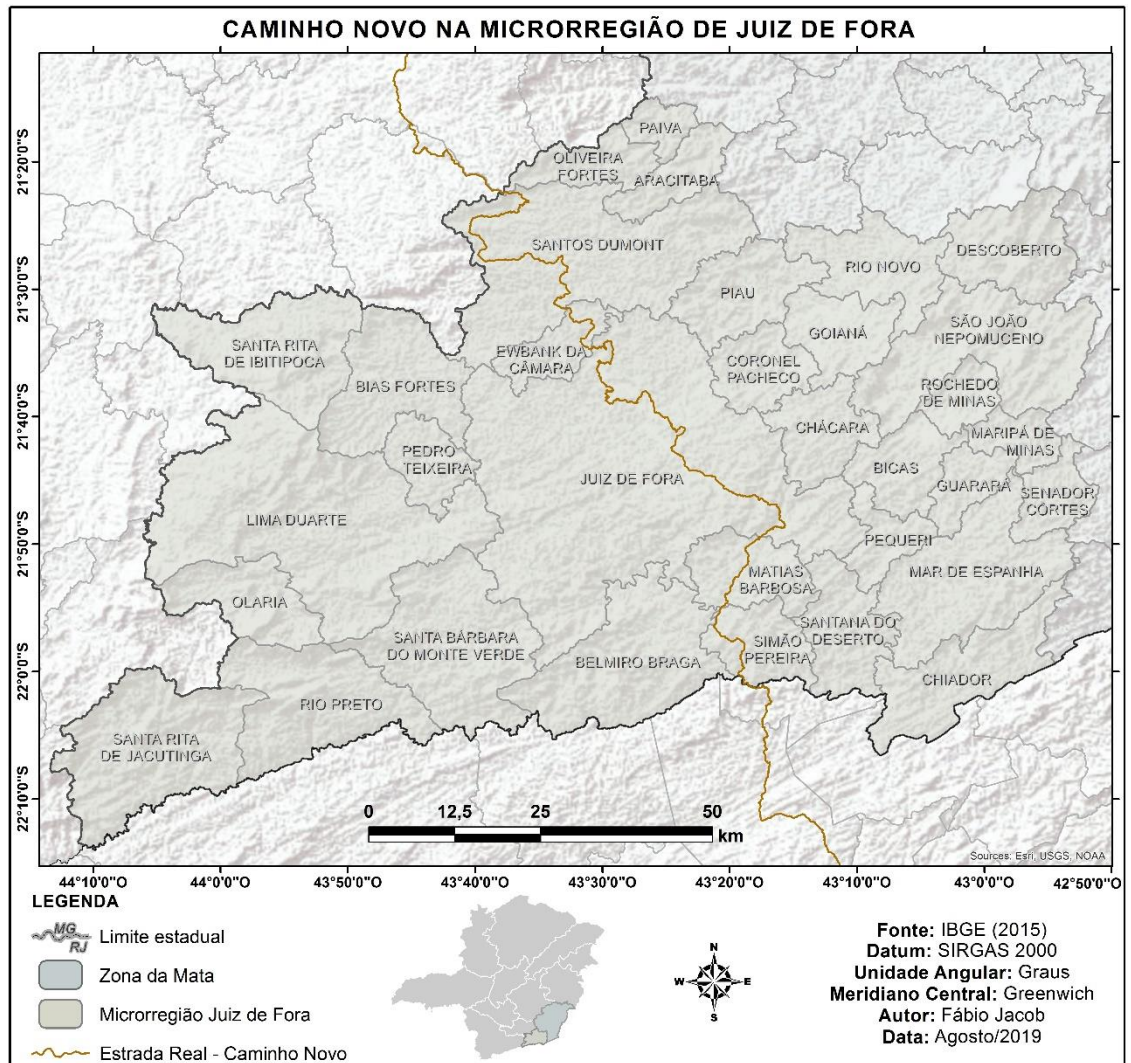 CAMINHO NOVO NA MICRORREGIÃO DE JUIZ DE FORA
PAIVA
OLIVEIRA
FORTES
ARACITABA
SANTOS DUMONT
DESCOBERTO
RIO NOVO
PIAU
GOIANÁ
SÃO JOÃO
NEPOMUCENO
SANTA RITA
DE IBITIPOCA
EWBANK DA
CÂMARA
BIAS FORTES
CORONEL
PACHECO
ROCHEDO
DE MINAS
CHÁCARA
MARIPÁ DE
MINAS
PEDRO
TEIXEIRA
JUIZ DE FORA
BICAS
GUARARÁ
SENADOR
CÔRTES
LIMA DUARTE
PEQUERI
MATIAS
BARBOSA
MAR DE ESPANHA
OLARIA
SANTA BÁRBARA
DO MONTE VERDE
SANTANA DO
DESERTO
SIMÃO
PEREIRA
BELMIRO BRAGA
CHIADOR
RIO PRETO
SANTA RITA
DE JACUTINGA
21°20'0"S
21°30'0"S
21°40'0"S
21°50'0"S
22°0'0"S
22°10'0"S
0 12,5 25 50
km
Sources: Esri, USGS, NOAA
44°10'0"O 44°0'0"O 43°50'0"O 43°40'0"O 43°30'0"O 43°20'0"O 43°10'0"O 43°0'0"O 42°50'0"O
LEGENDA
MG
RJ
Limite estadual
Zona da Mata
Microrregião Juiz de Fora
Estrada Real - Caminho Novo
N
W E
S
Fonte: IBGE (2015)
Datum: SIRGAS 2000
Unidade Angular: Graus
Meridiano Central: Greenwich
Autor: Fábio Jacob
Data: Agosto/2019